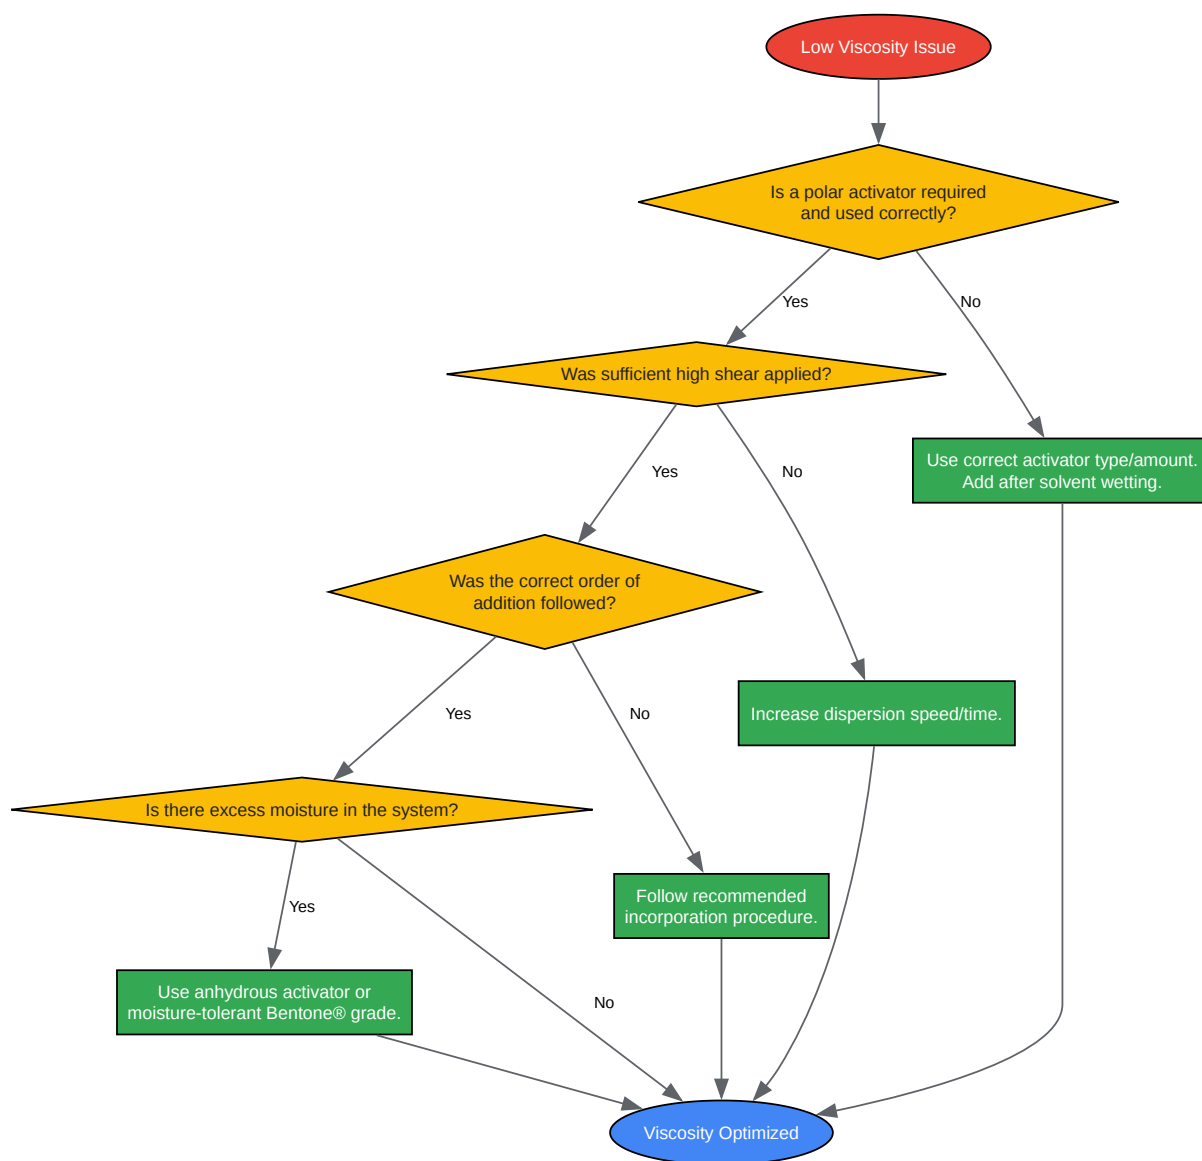 Low Viscosity Issue
Is a polar activator required
and used correctly?
Yes
No
Was sufficient high shear applied?
Use correct activator type/amount.
Add after solvent wetting.
Yes
No
Was the correct order of
addition followed?
Yes
No
Increase dispersion speed/time.
Is there excess moisture in the system?
Yes
Follow recommended
incorporation procedure.
Use anhydrous activator or
moisture-tolerant Bentone® grade.
No
Viscosity Optimized